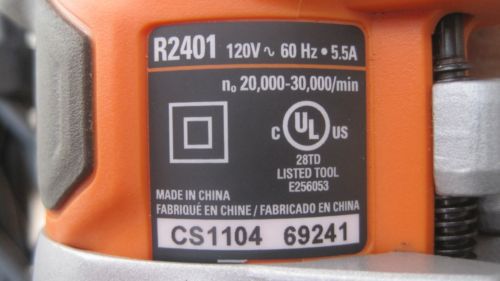 R2401 120V ~ 60 Hz • 5.5A
n₀ 20,000-30,000/min
C UL US
28TD
LISTED TOOL
E256053
MADE IN CHINA
FABRIQUÉ EN CHINE / FABRICADO EN CHINA
CS1104 69241